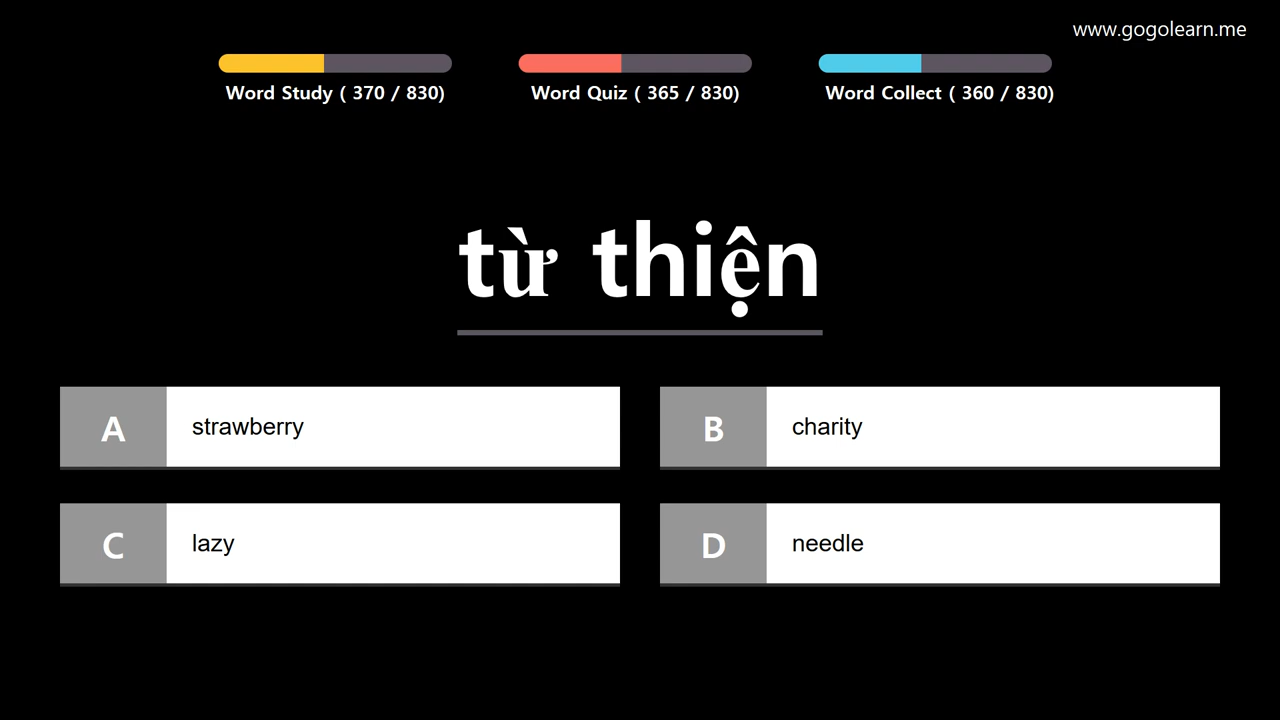 www.gogolearn.me
Word Study ( 370 / 830)
Word Quiz ( 365 / 830)
Word Collect ( 360 / 830)
từ thiện
A strawberry
B charity
C lazy
D needle